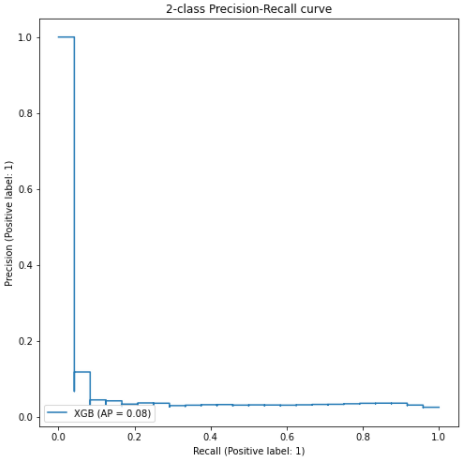 2-class Precision-Recall curve
Precision (Positive label: 1)
1.0
0.8
0.6
0.4
0.2
0.0
XGB (AP = 0.08)
0.0 0.2 0.4 0.6 0.8 1.0
Recall (Positive label: 1)